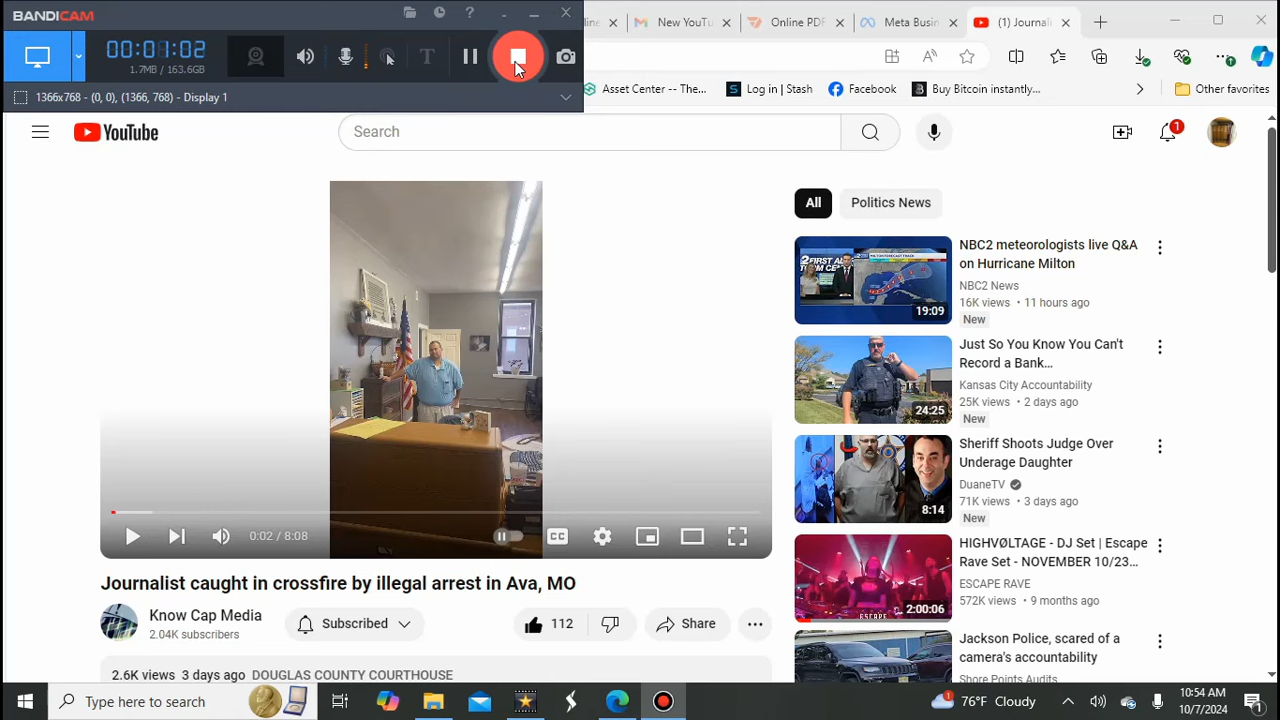 BANDICAM
00:01:02
1.7MB / 163.6GB
1366x768 - (0, 0), (1366, 768) - Display 1
New YouTu
Online PDF
Meta Busin
(1) Journali
Asset Center -- The...
Log in | Stash
Facebook
Buy Bitcoin instantly...
Other favorites
YouTube
Search
1
All
Politics News
NBC2 meteorologists live Q&A
on Hurricane Milton
NBC2 News
16K views • 11 hours ago
New
19:09
Just So You Know You Can't
Record a Bank...
Kansas City Accountability
25K views • 2 days ago
New
24:25
Sheriff Shoots Judge Over
Underage Daughter
DuaneTV
71K views • 3 days ago
New
8:14
HIGHVØLTAGE - DJ Set | Escape
Rave Set - NOVEMBER 10/23...
ESCAPE RAVE
572K views • 9 months ago
2:00:06
Jackson Police, scared of a
camera's accountability
Shore Points Audits
0:02 / 8:08
CC
Journalist caught in crossfire by illegal arrest in Ava, MO
Know Cap Media
2.04K subscribers
Subscribed
112
Share
2.6K views 3 days ago DOUGLAS COUNTY COURTHOUSE
Type here to search
76°F Cloudy
10:54 AM
10/7/2024
1